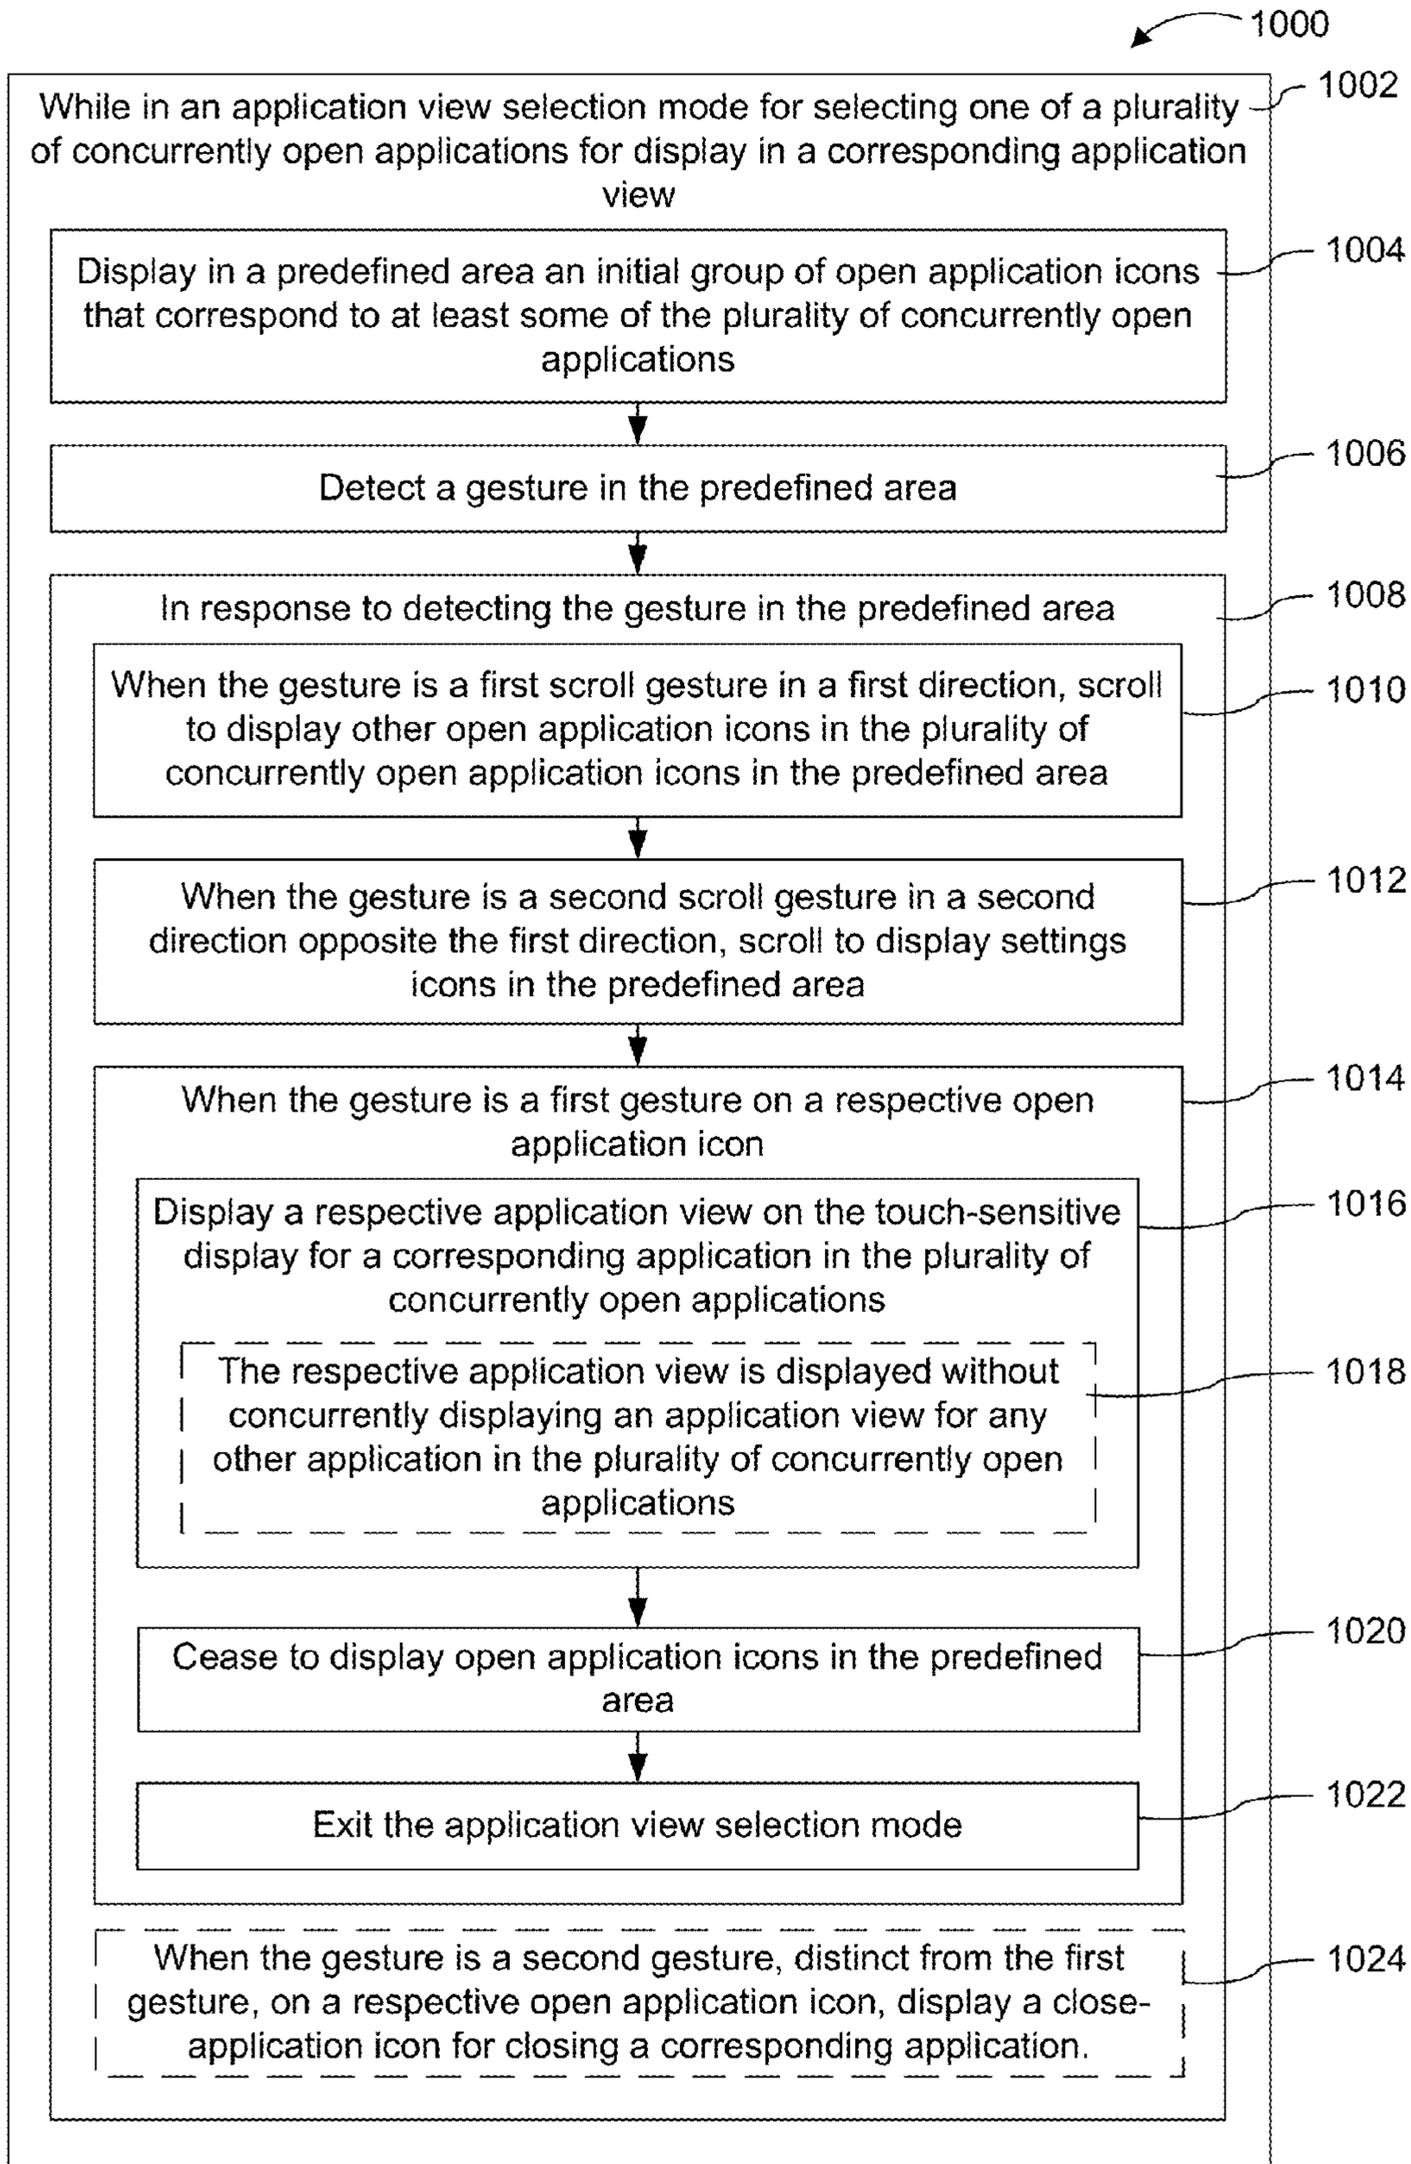 1000
While in an application view selection mode for selecting one of a plurality
1002
of concurrently open applications for display in a corresponding application
view
1004
Display in a predefined area an initial group of open application icons
that correspond to at least some of the plurality of concurrently open
applications
1006
Detect a gesture in the predefined area
1008
In response to detecting the gesture in the predefined area
When the gesture is a first scroll gesture in a first direction, scroll
1010
to display other open application icons in the plurality of
concurrently open application icons in the predefined area
1012
When the gesture is a second scroll gesture in a second
direction opposite the first direction, scroll to display settings
icons in the predefined area
1014
When the gesture is a first gesture on a respective open
application icon
1016
Display a respective application view on the touch-sensitive
display for a corresponding application in the plurality of
concurrently open applications
1018
The respective application view is displayed without
concurrently displaying an application view for any
other application in the plurality of concurrently open
applications
1020
Cease to display open application icons in the predefined
area
1022
Exit the application view selection mode
1024
When the gesture is a second gesture, distinct from the first
gesture, on a respective open application icon, display a close-
application icon for closing a corresponding application.